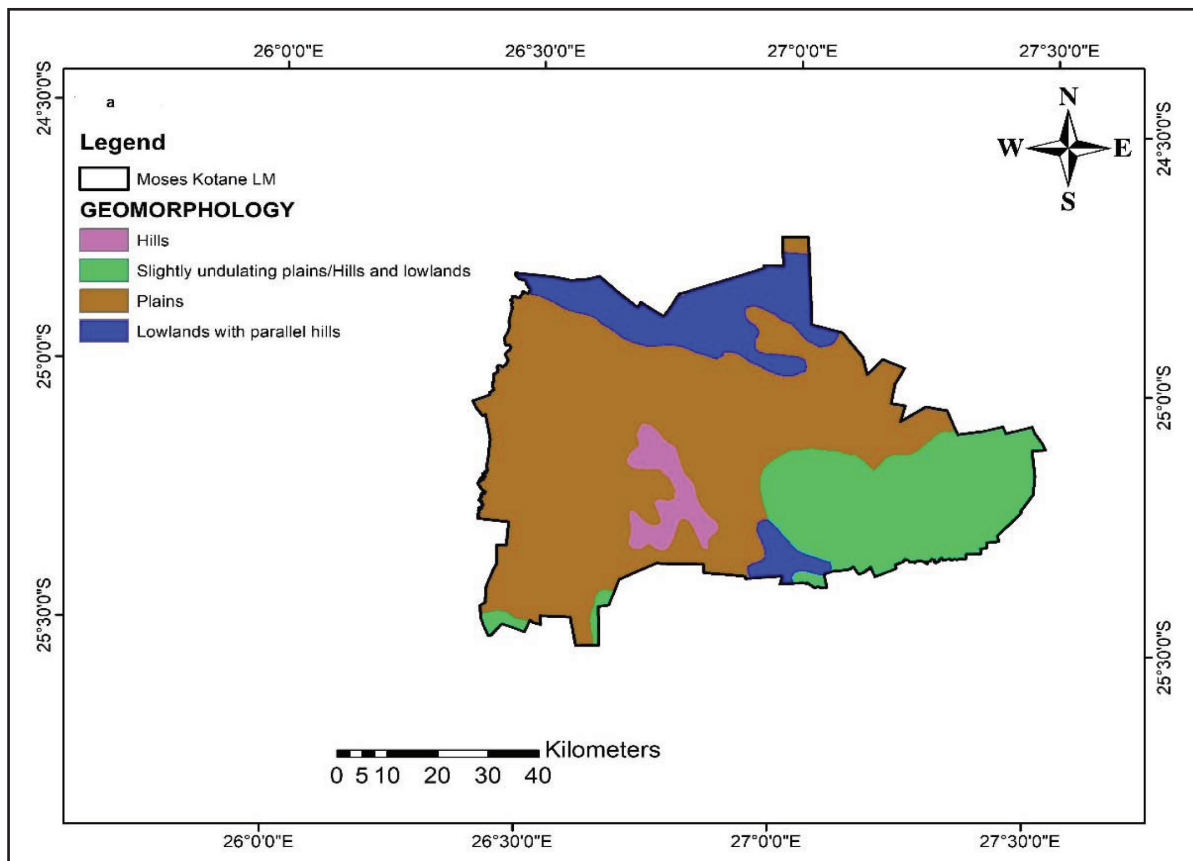 26°0'0"E 26°30'0"E 27°0'0"E 27°30'0"E
24°30'0"S
24°30'0"S
a
N
W E
S
Legend
Moses Kotane LM
GEOMORPHOLOGY
Hills
Slightly undulating plains/Hills and lowlands
Plains
Lowlands with parallel hills
25°0'0"S
25°0'0"S
25°30'0"S
25°30'0"S
Kilometers
0 5 10 20 30 40
26°0'0"E 26°30'0"E 27°0'0"E 27°30'0"E